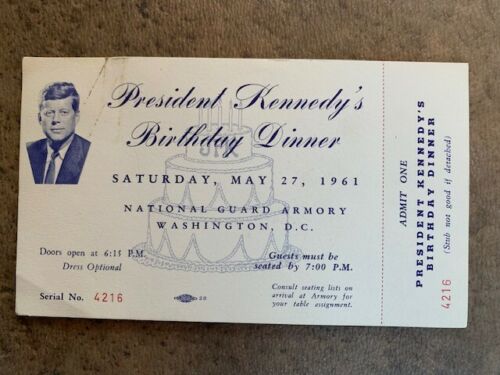 President Kennedy's
Birthday Dinner
JFK
SATURDAY, MAY 27, 1961
NATIONAL GUARD ARMORY
WASHINGTON, D.C.
Doors open at 6:15 P.M.
Dress Optional
Guests must be
seated by 7:00 P.M.
Serial No. 4216
Consult seating lists on
arrival at Armory for
your table assignment.
ADMIT ONE
PRESIDENT KENNEDY'S
BIRTHDAY DINNER
(Stub not good if detached)
4216